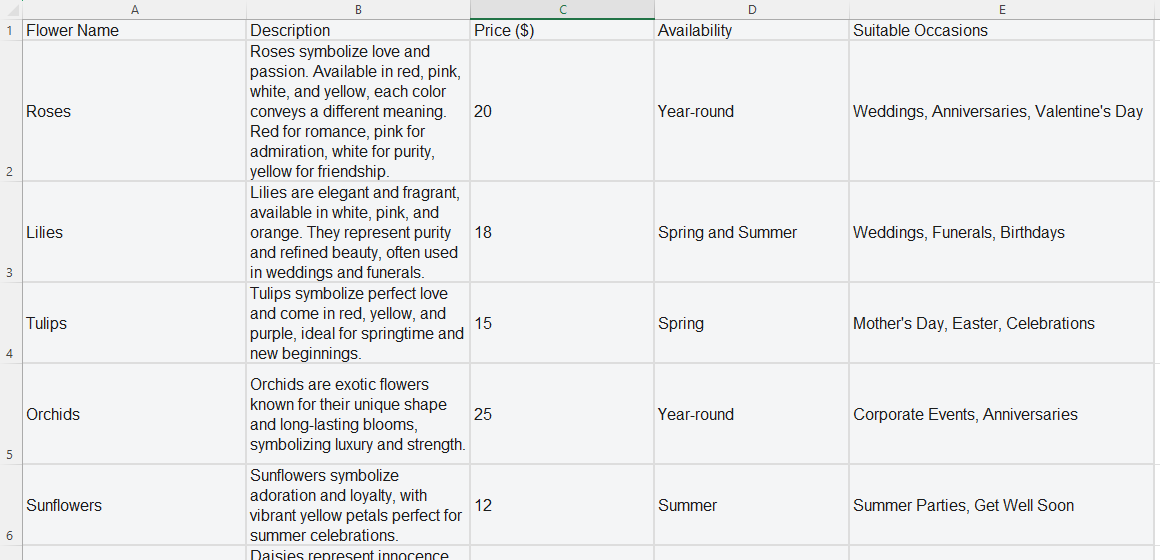 A B C D E
1 Flower Name Description Price ($) Availability Suitable Occasions
Roses symbolize love and
passion. Available in red, pink,
white, and yellow, each color
Roses conveys a different meaning. 20 Year-round Weddings, Anniversaries, Valentine's Day
Red for romance, pink for
admiration, white for purity,
2 yellow for friendship.
Lilies are elegant and fragrant,
available in white, pink, and
Lilies orange. They represent purity 18 Spring and Summer Weddings, Funerals, Birthdays
and refined beauty, often used
3 in weddings and funerals.
Tulips symbolize perfect love
Tulips and come in red, yellow, and 15 Spring Mother's Day, Easter, Celebrations
purple, ideal for springtime and
4 new beginnings.
Orchids are exotic flowers
known for their unique shape
Orchids and long-lasting blooms, 25 Year-round Corporate Events, Anniversaries
symbolizing luxury and strength.
5
Sunflowers symbolize
adoration and loyalty, with
Sunflowers vibrant yellow petals perfect for 12 Summer Summer Parties, Get Well Soon
6 summer celebrations.
Daisies represent innocence